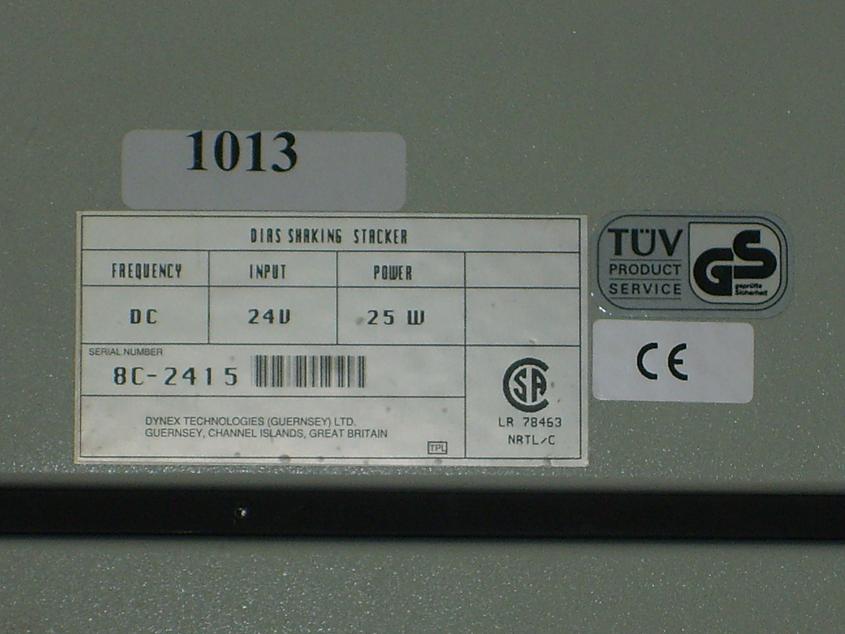 1013
DIAS SHAKING STACKER
FREQUENCY INPUT POWER
DC 24V 25 W
SERIAL NUMBER
8C-2415
DYNEX TECHNOLOGIES (GUERNSEY) LTD.
GUERNSEY, CHANNEL ISLANDS, GREAT BRITAIN
TPL
SA
LR 78463
NRTL/C
TÜV
PRODUCT
SERVICE
GS
geprüfte
Sicherheit
CE